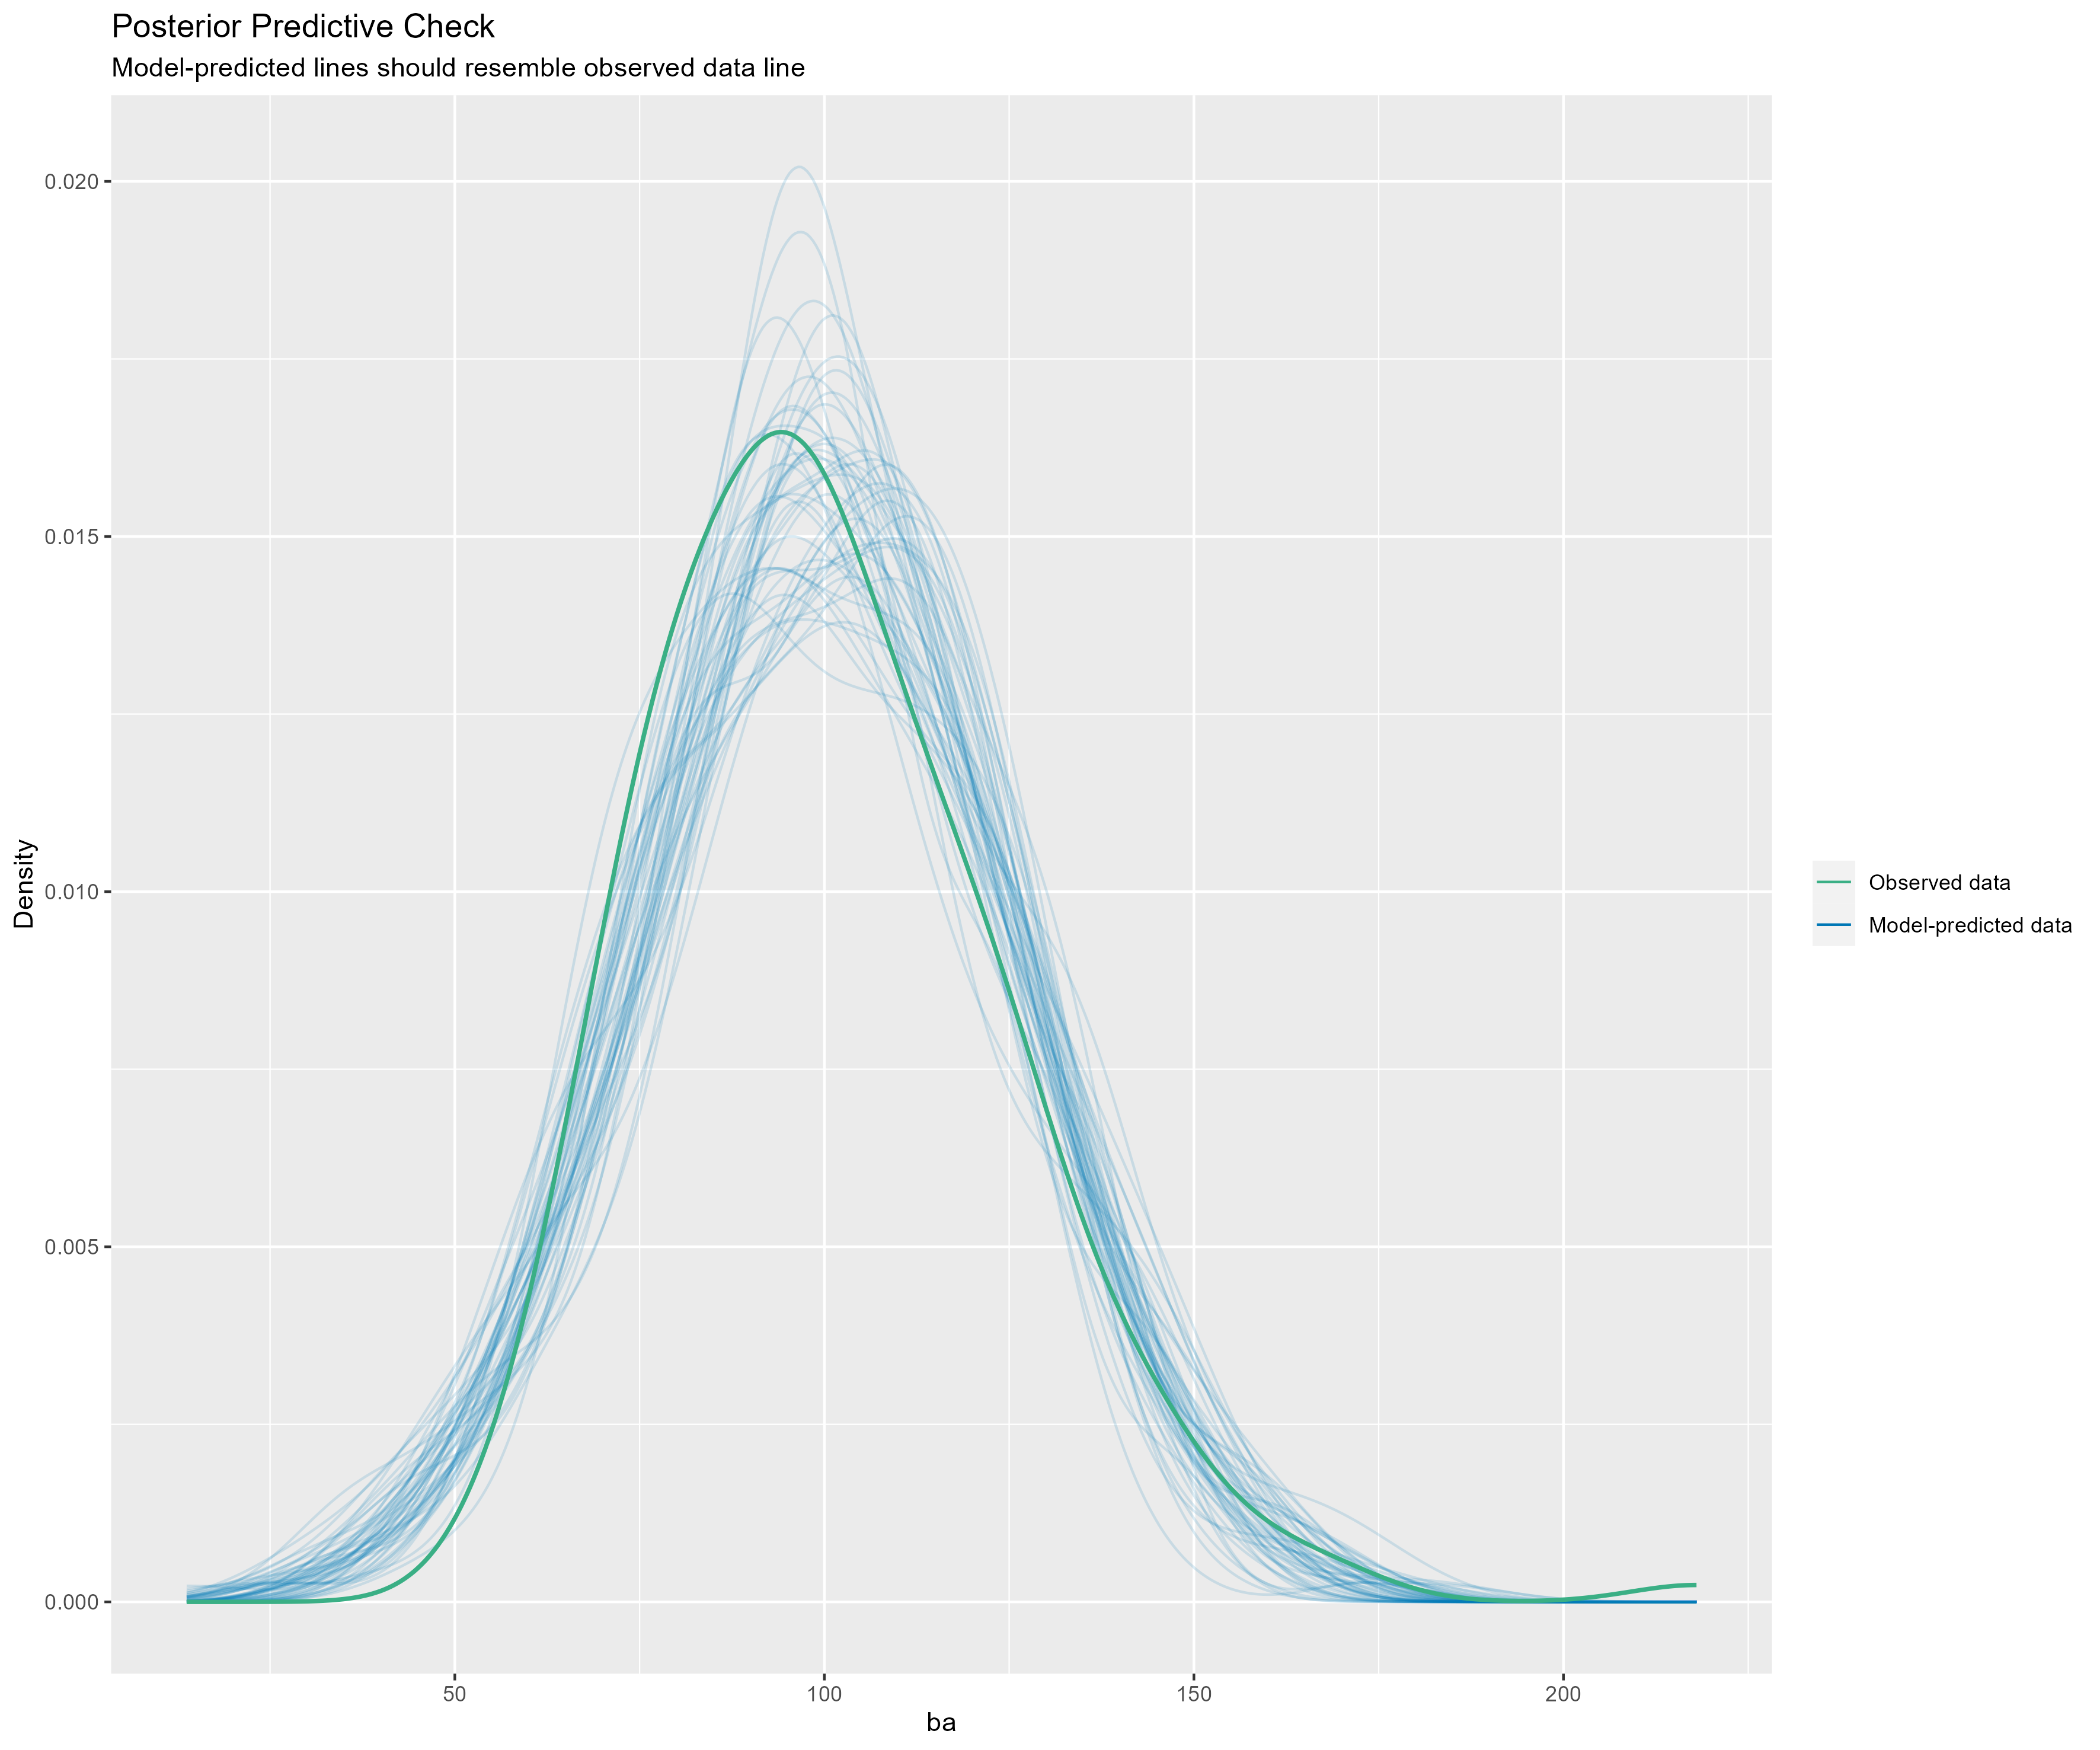 Posterior Predictive Check
Model-predicted lines should resemble observed data line
0.020
0.015
0.010
0.005
0.000
Density
50
100
150
200
ba
Observed data
Model-predicted data